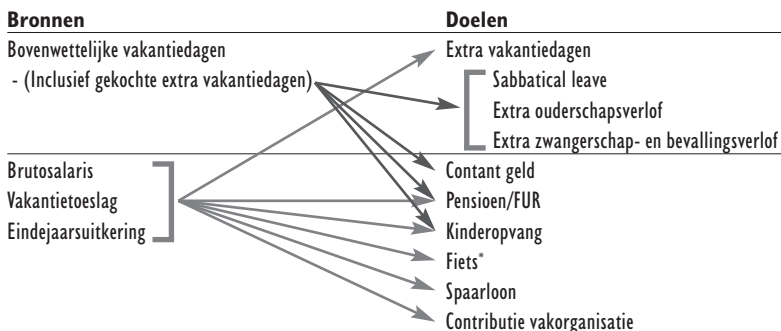 Bronnen
Doelen
Bovenwettelijke vakantiedagen
- (Inclusief gekochte extra vakantiedagen)
Extra vakantiedagen
Sabbatical leave
Extra ouderschapsverlof
Extra zwangerschap- en bevallingsverlof
Brutosalaris
Vakantietoeslag
Eindejaarsuitkering
Contant geld
Pensioen/FUR
Kinderopvang
Fiets*
Spaarloon
Contributie vakorganisatie